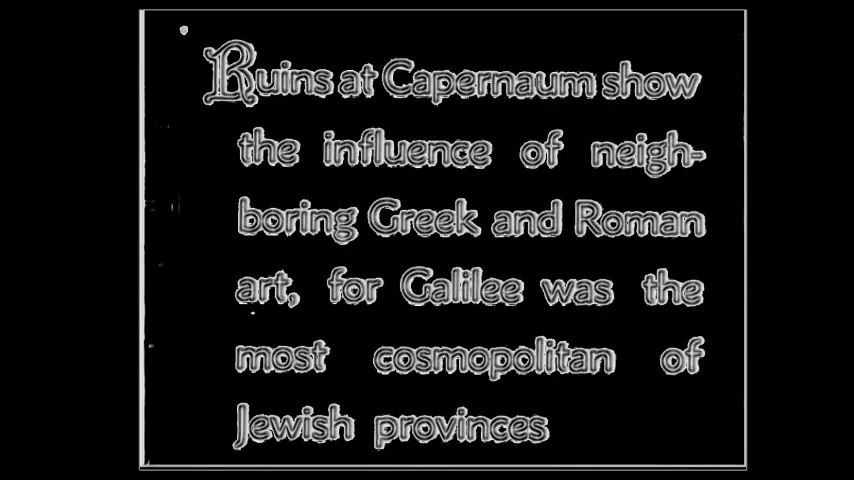 Ruins at Capernaum show
the influence of neigh-
boring Greek and Roman
art, for Galilee was the
most cosmopolitan of
Jewish provinces